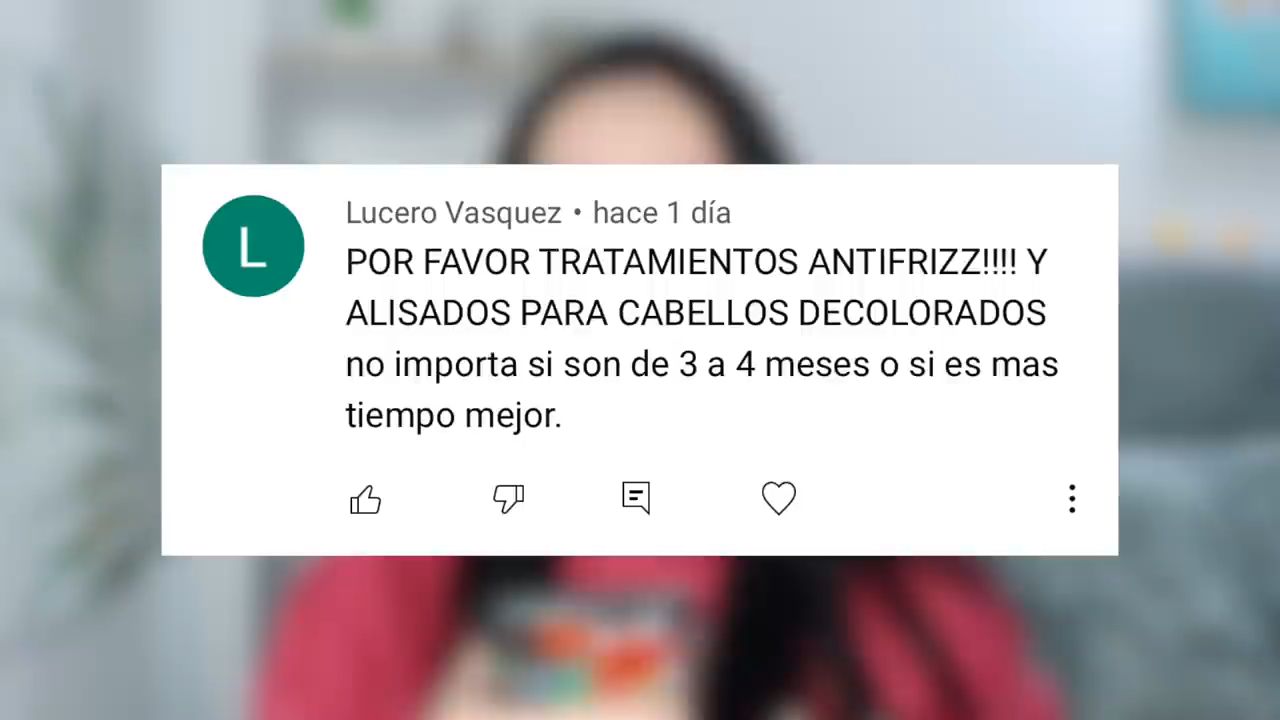 L
Lucero Vasquez • hace 1 día
POR FAVOR TRATAMIENTOS ANTIFRIZZ!!!! Y
ALISADOS PARA CABELLOS DECOLORADOS
no importa si son de 3 a 4 meses o si es mas
tiempo mejor.